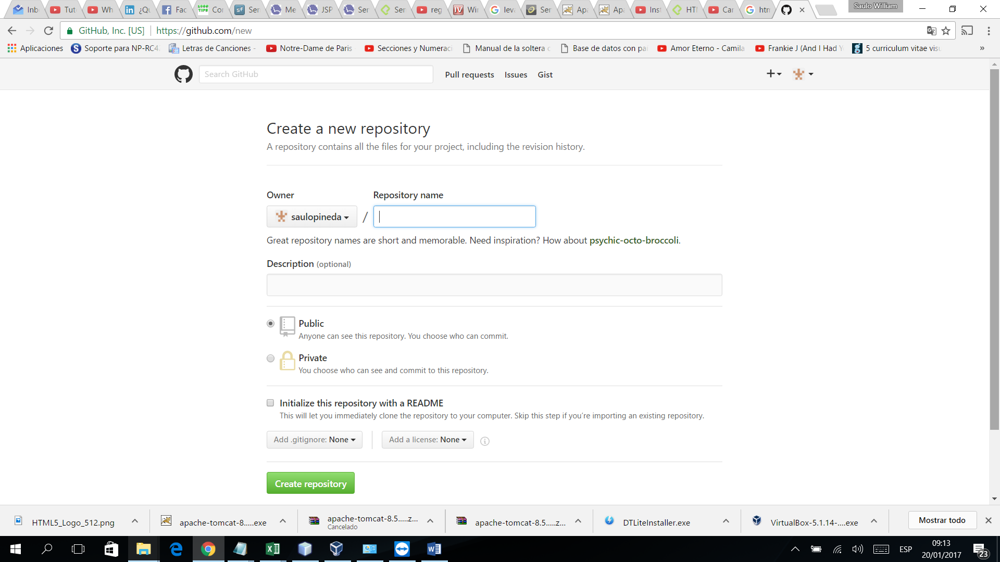 Inb
Tut
Wh
¿Qu
Fac
Cor
Ser
Me
JSP
Ser
Ser
reg
Wir
leva
Ser
Apa
Apa
Inst
HTM
Car
htm
Saulo William
GitHub, Inc. [US]
https://github.com/new
Aplicaciones
Soporte para NP-RC4
Letras de Canciones -
Notre-Dame de Paris
Secciones y Numeraci
Manual de la soltera c
Base de datos con pa
Amor Eterno - Camila
Frankie J (And I Had Y
5 curriculum vitae visu
»
Search GitHub
Pull requests
Issues
Gist
Create a new repository
A repository contains all the files for your project, including the revision history.
Owner
Repository name
saulopineda
/
Great repository names are short and memorable. Need inspiration? How about psychic-octo-broccoli.
Description (optional)
Public
Anyone can see this repository. You choose who can commit.
Private
You choose who can see and commit to this repository.
Initialize this repository with a README
This will let you immediately clone the repository to your computer. Skip this step if you’re importing an existing repository.
Add .gitignore: None
Add a license: None
Create repository
HTML5_Logo_512.png
apache-tomcat-8.....exe
apache-tomcat-8.5.....z...
Cancelado
apache-tomcat-8.5.....z...
DTLiteInstaller.exe
VirtualBox-5.1.14-....exe
Mostrar todo
ESP
09:13
20/01/2017
23